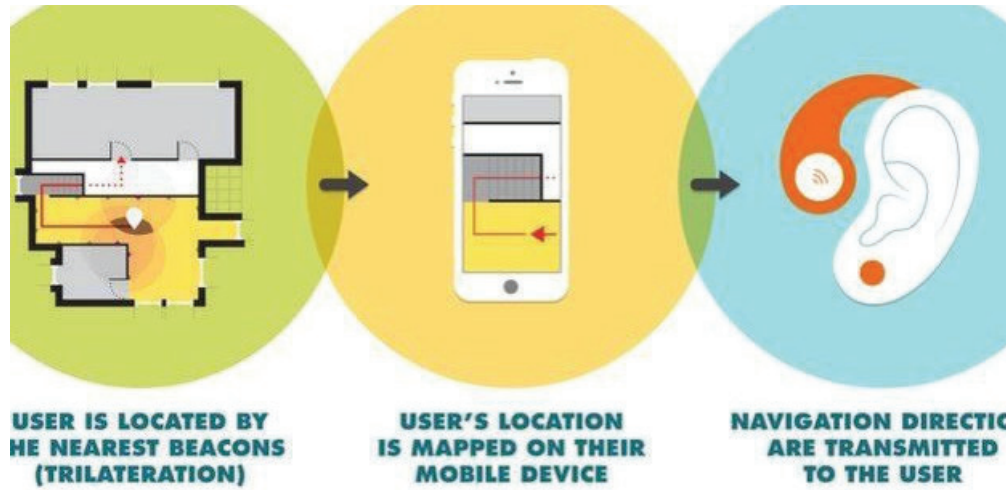 USER IS LOCATED BY
HE NEAREST BEACONS
(TRILATERATION)
USER'S LOCATION
IS MAPPED ON THEIR
MOBILE DEVICE
NAVIGATION DIRECTIO
ARE TRANSMITTED
TO THE USER